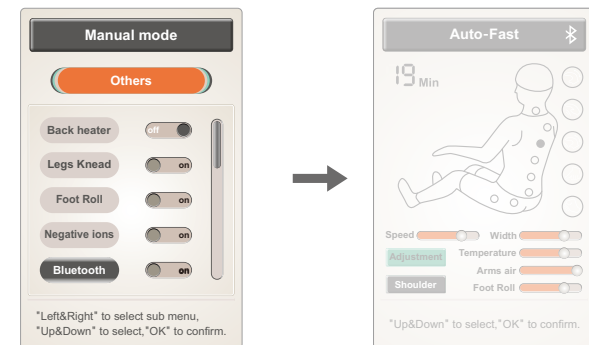 Manual mode
Others
Back heater off
Legs Knead on
Foot Roll on
Negative ions on
Bluetooth on
"Left&Right" to select sub menu,
"Up&Down" to select,"OK" to confirm.
Auto-Fast
19 Min
Speed Width
Adjustment Temperature
Arms air
Shoulder Foot Roll
"Up&Down" to select,"OK" to confirm.